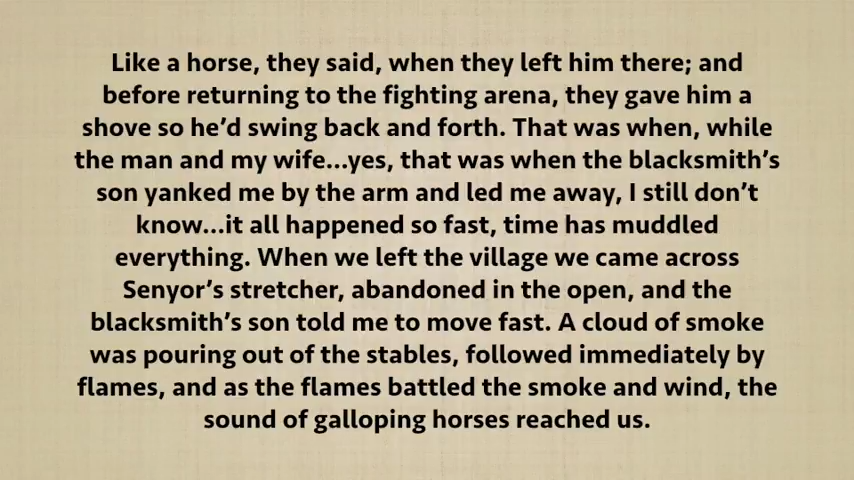 Like a horse, they said, when they left him there; and
before returning to the fighting arena, they gave him a
shove so he’d swing back and forth. That was when, while
the man and my wife...yes, that was when the blacksmith’s
son yanked me by the arm and led me away, I still don’t
know...it all happened so fast, time has muddled
everything. When we left the village we came across
Senyor’s stretcher, abandoned in the open, and the
blacksmith’s son told me to move fast. A cloud of smoke
was pouring out of the stables, followed immediately by
flames, and as the flames battled the smoke and wind, the
sound of galloping horses reached us.